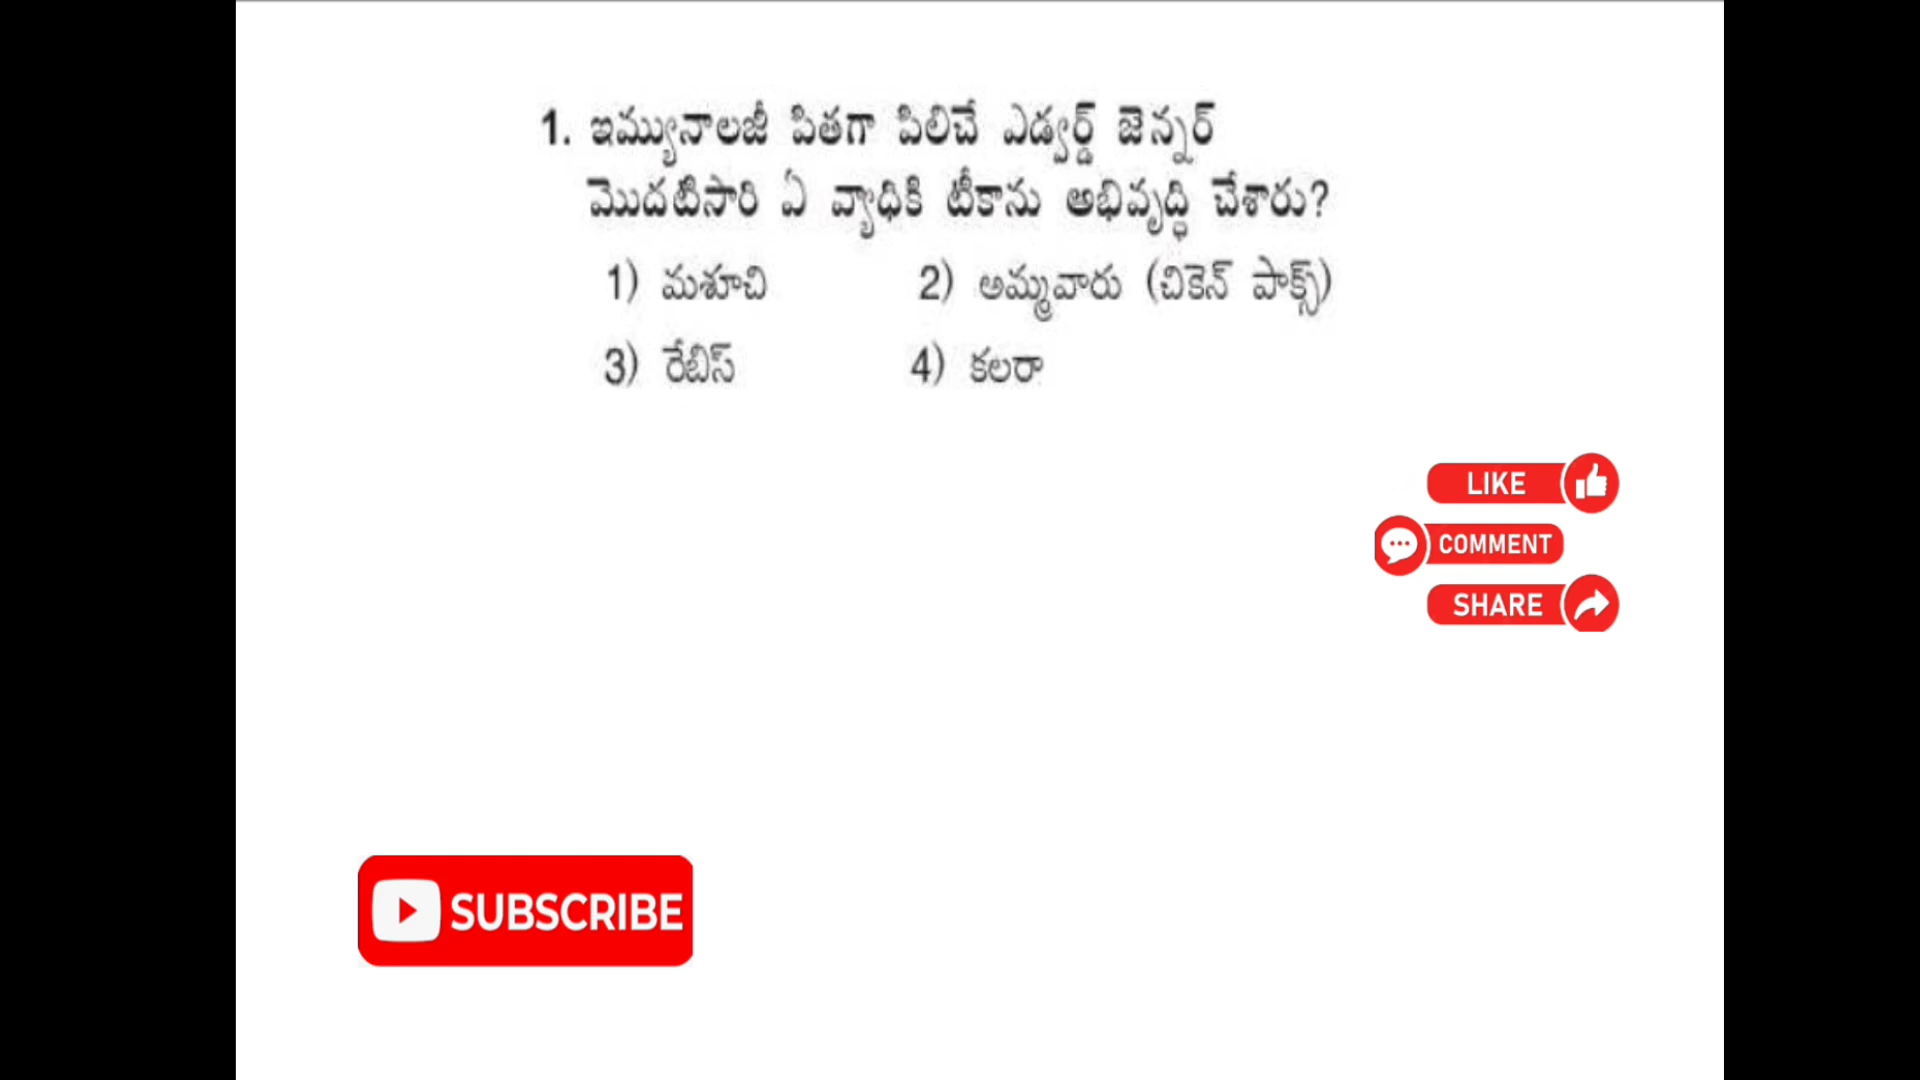 1. ఇమ్యునాలజీ పితగా పిలిచే ఎడ్వర్డ్ జెన్నర్
మొదటిసారి ఏ వ్యాధికి టీకాను అభివృద్ధి చేశారు?
1) మశూచి 2) అమ్మవారు (చికెన్ పాక్స్)
3) రేబిస్ 4) కలరా
LIKE
COMMENT
SHARE
SUBSCRIBE